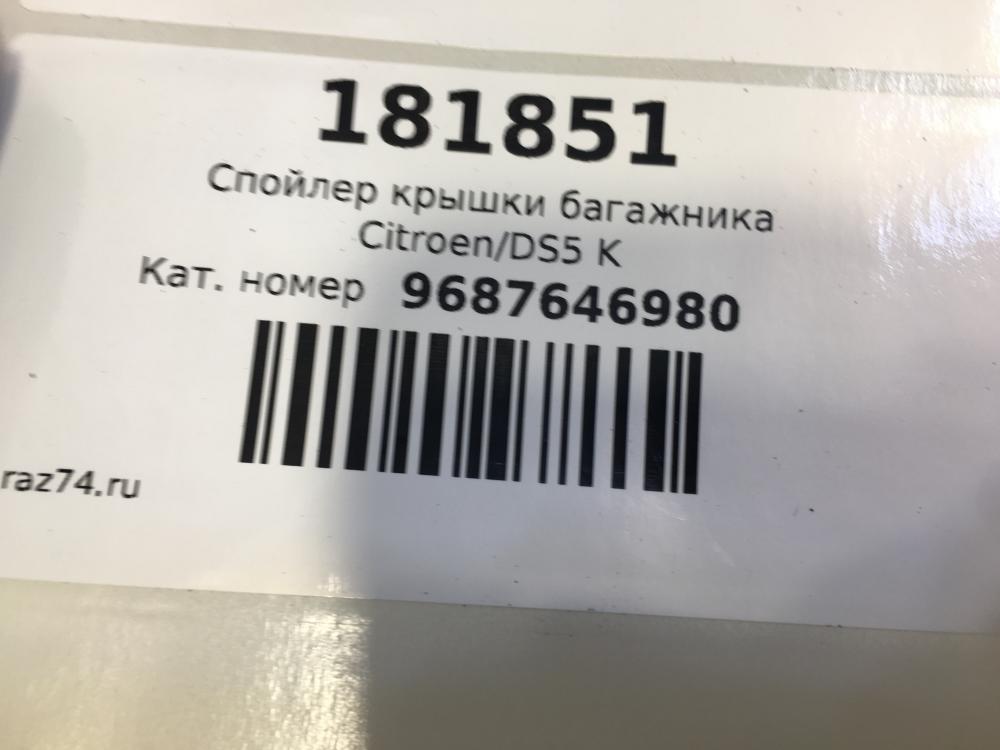 181851
Спойлер крышки багажника
Citroen/DS5 K
Кат. номер 9687646980
raz74.ru